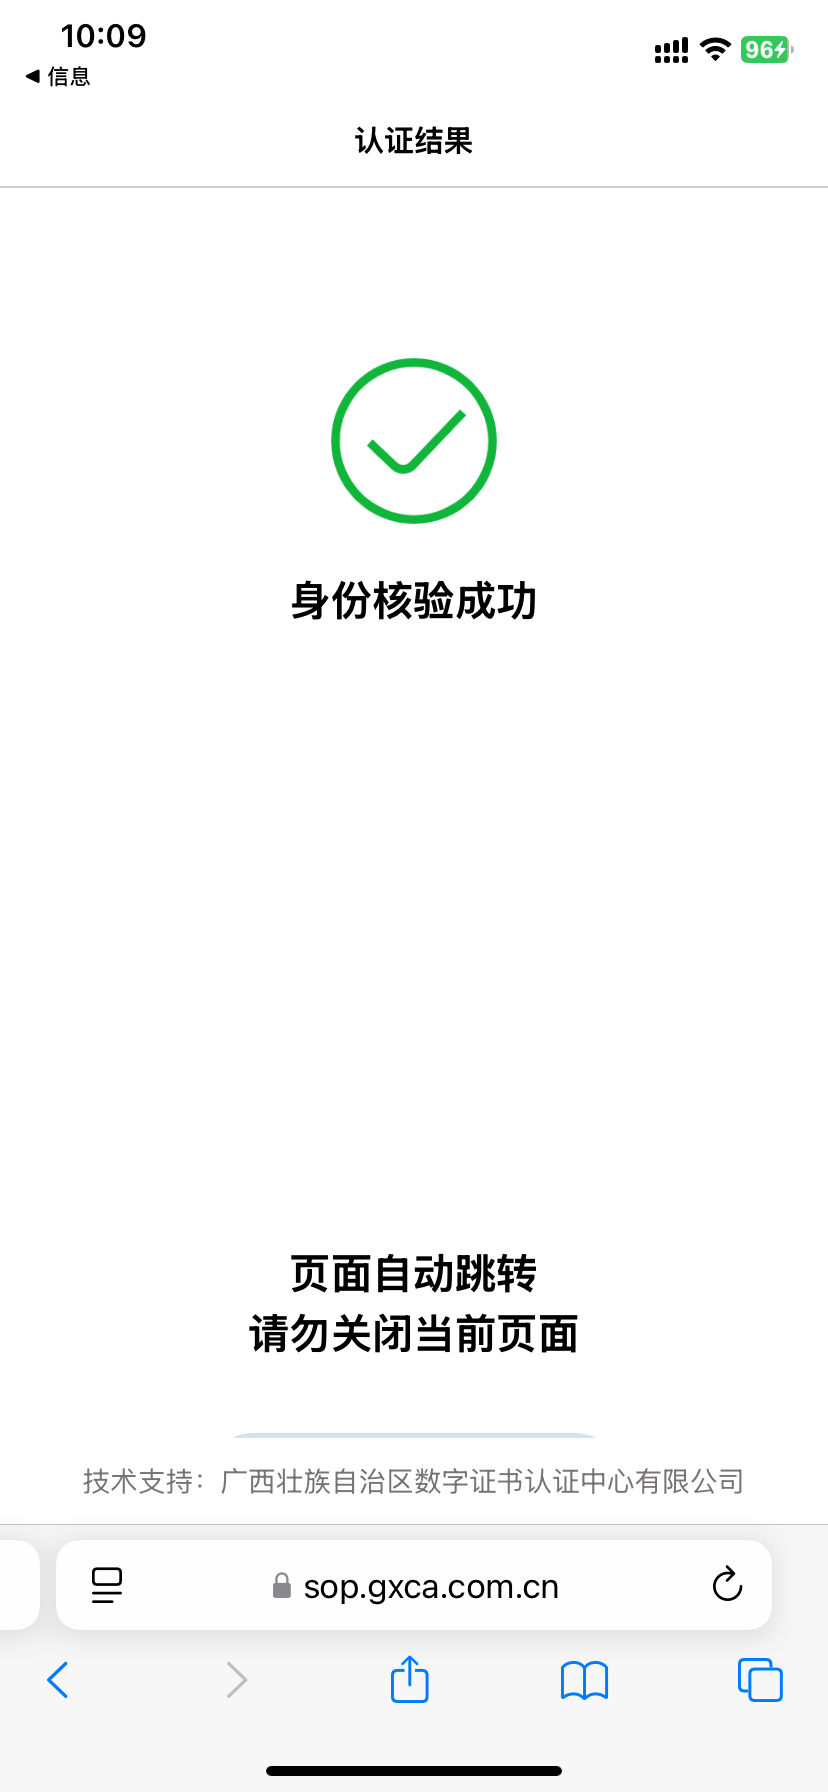 10:09
96
◀ 信息
认证结果
身份核验成功
页面自动跳转
请勿关闭当前页面
技术支持：广西壮族自治区数字证书认证中心有限公司
sop.gxca.com.cn